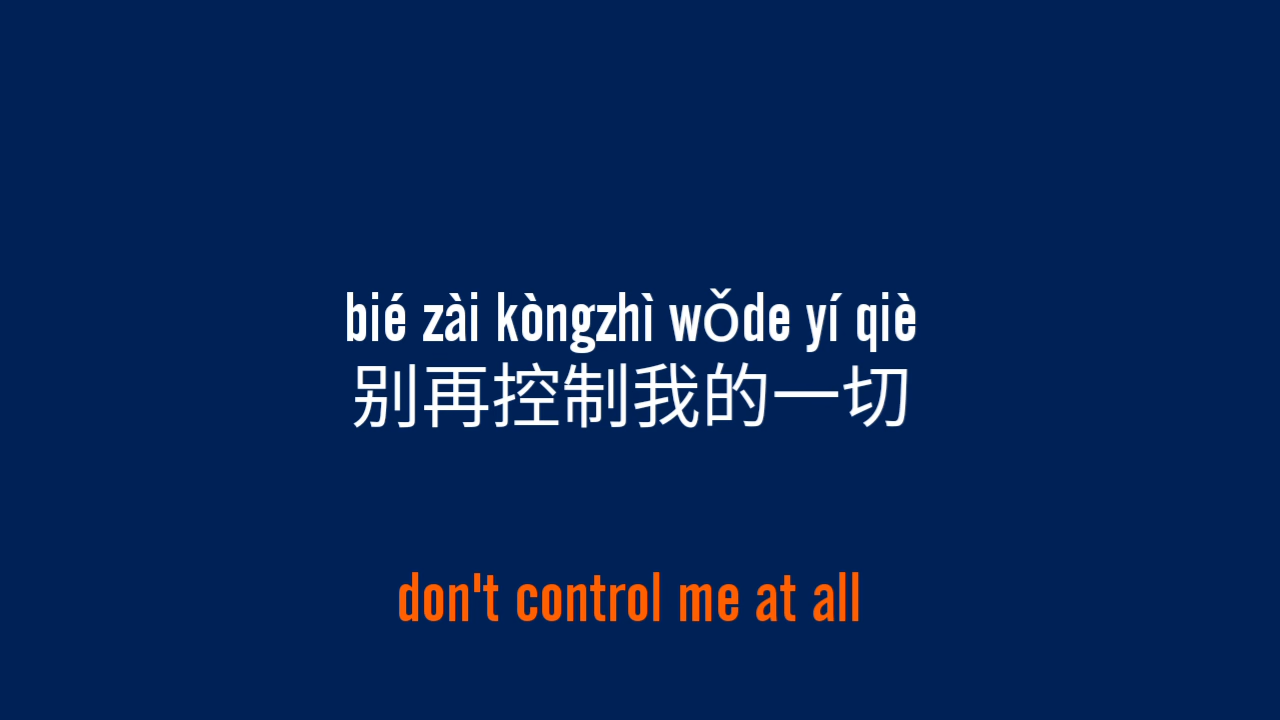 bié zài kòngzhì wǒde yí qiè
别再控制我的一切
don't control me at all